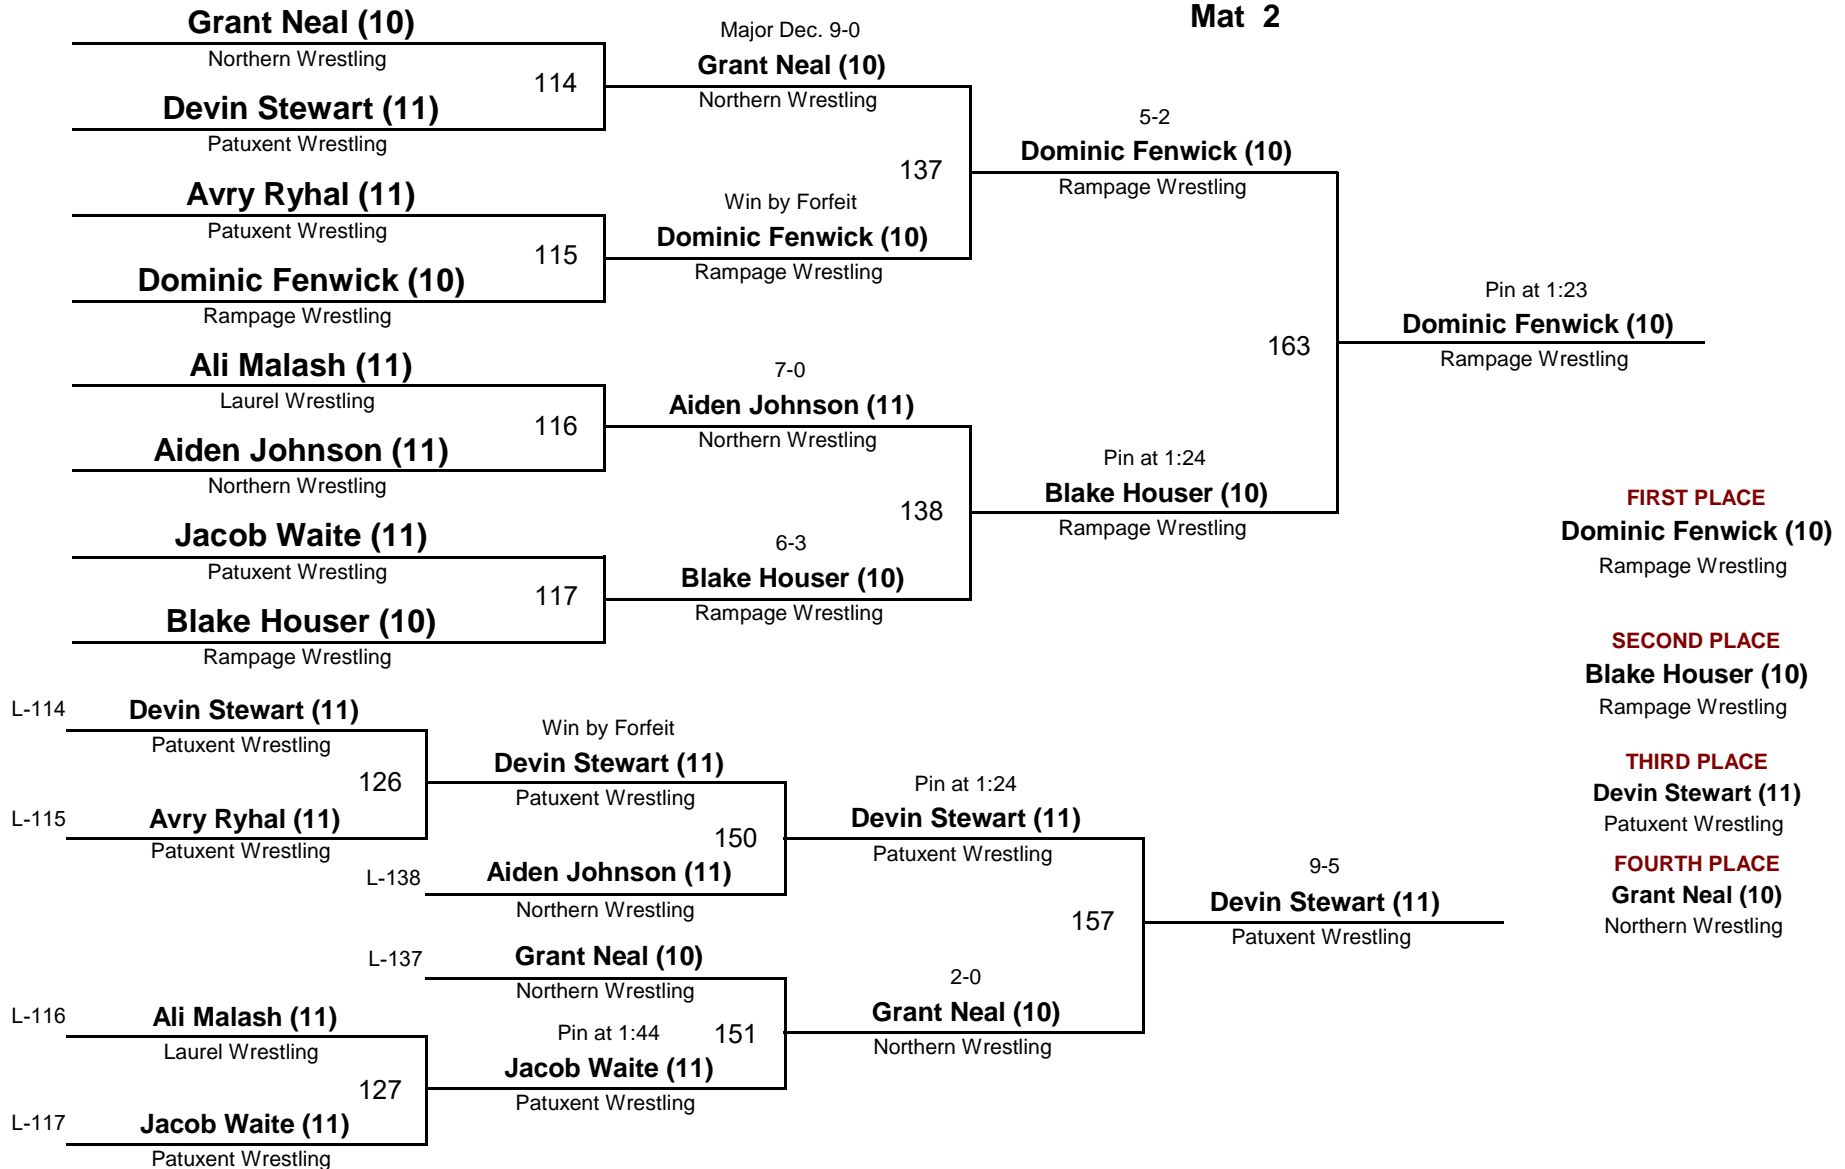 Mat 2
Grant Neal (10)
Northern Wrestling
114
Devin Stewart (11)
Patuxent Wrestling
Avry Ryhal (11)
Patuxent Wrestling
115
Dominic Fenwick (10)
Rampage Wrestling
Ali Malash (11)
Laurel Wrestling
116
Aiden Johnson (11)
Northern Wrestling
Jacob Waite (11)
Patuxent Wrestling
117
Blake Houser (10)
Rampage Wrestling
Major Dec. 9-0
Grant Neal (10)
Northern Wrestling
137
Win by Forfeit
Dominic Fenwick (10)
Rampage Wrestling
7-0
Aiden Johnson (11)
Northern Wrestling
138
6-3
Blake Houser (10)
Rampage Wrestling
5-2
Dominic Fenwick (10)
Rampage Wrestling
163
Pin at 1:24
Blake Houser (10)
Rampage Wrestling
Pin at 1:23
Dominic Fenwick (10)
Rampage Wrestling
L-114
Devin Stewart (11)
Patuxent Wrestling
126
L-115
Avry Ryhal (11)
Patuxent Wrestling
Win by Forfeit
Devin Stewart (11)
Patuxent Wrestling
150
L-138
Aiden Johnson (11)
Northern Wrestling
L-137
Grant Neal (10)
Northern Wrestling
151
L-116
Ali Malash (11)
Laurel Wrestling
127
L-117
Jacob Waite (11)
Patuxent Wrestling
Pin at 1:44
Jacob Waite (11)
Patuxent Wrestling
Pin at 1:24
Devin Stewart (11)
Patuxent Wrestling
157
2-0
Grant Neal (10)
Northern Wrestling
9-5
Devin Stewart (11)
Patuxent Wrestling
FIRST PLACE
Dominic Fenwick (10)
Rampage Wrestling
SECOND PLACE
Blake Houser (10)
Rampage Wrestling
THIRD PLACE
Devin Stewart (11)
Patuxent Wrestling
FOURTH PLACE
Grant Neal (10)
Northern Wrestling